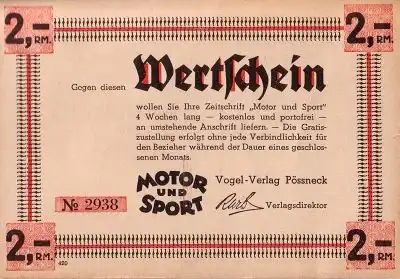 2,- RM.
2,- RM.
Wertschein
Gegen diesen
wollen Sie Ihre Zeitschrift „Motor und Sport"
4 Wochen lang — kostenlos und portofrei —
an umstehende Anschrift liefern. — Die Gratis-
zustellung erfolgt ohne jede Verbindlichkeit für
den Bezieher während der Dauer eines geschlos-
senen Monats.
MOTOR
UND
SPORT
Vogel-Verlag Pössneck
Verlagsdirektor
№ 2938
2,- RM.
2,- RM.
420